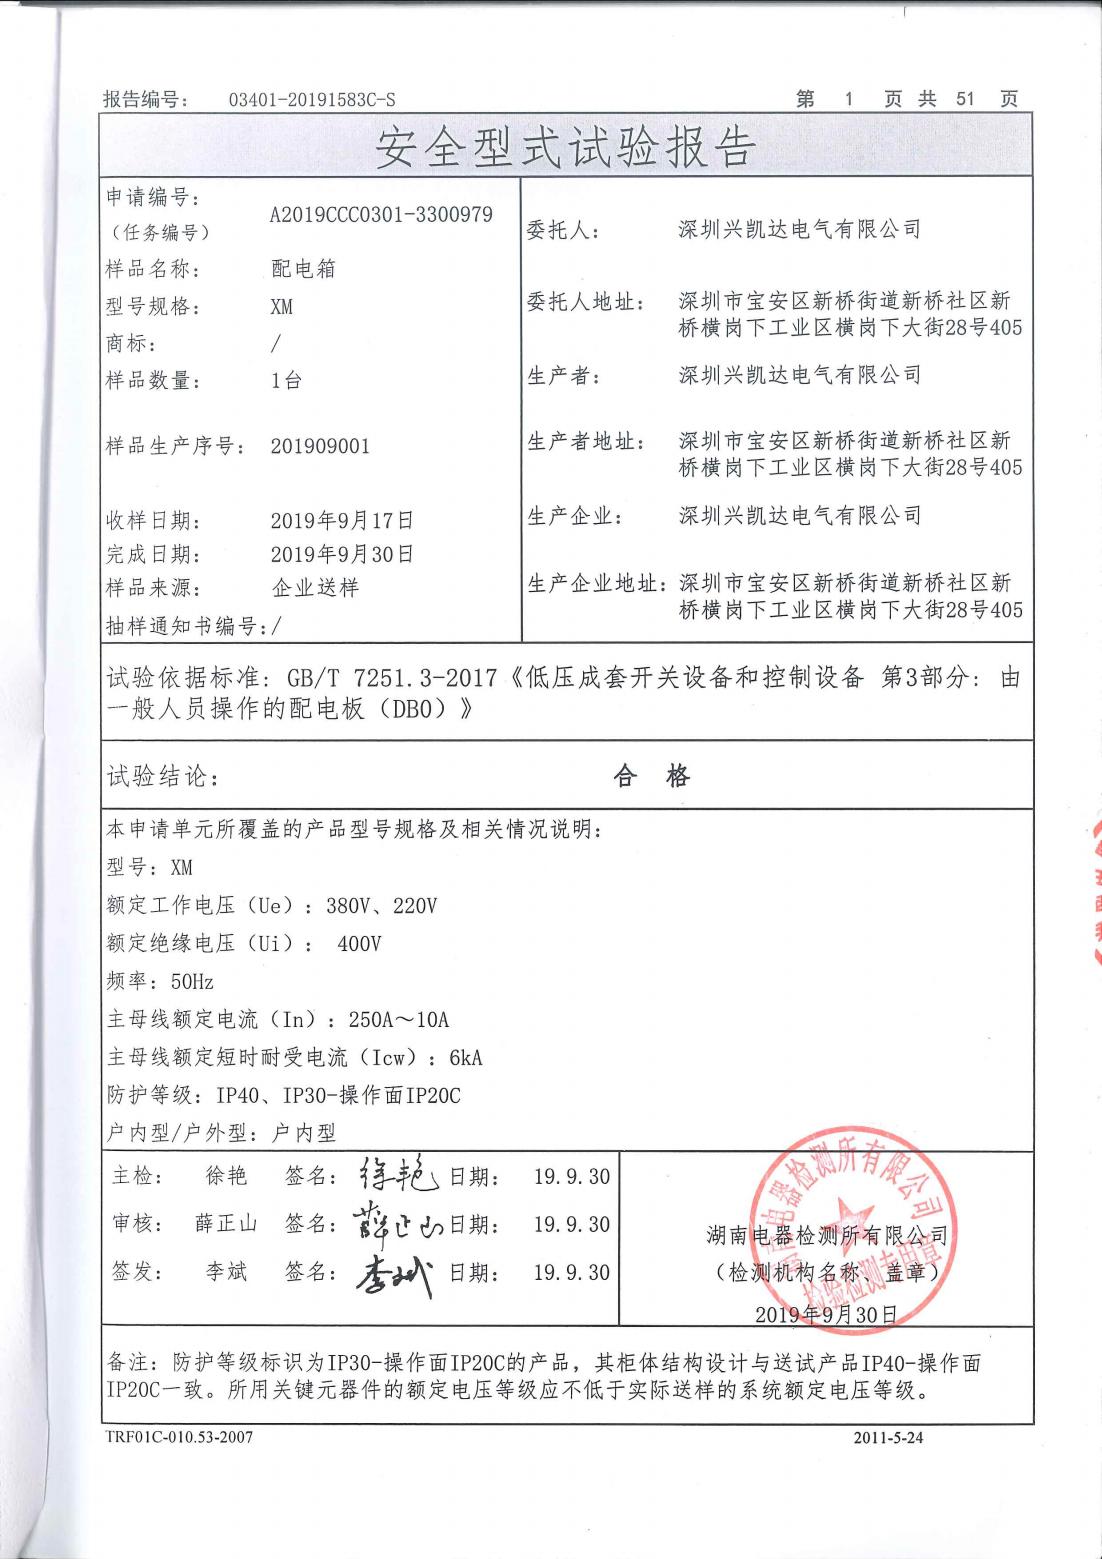 报告编号： 03401-20191583C-S 第 1 页 共 51 页
安全型式试验报告
申请编号：
（任务编号）
A2019CCC0301-3300979
样品名称： 配电箱
型号规格： XM
商标： /
样品数量： 1台
样品生产序号： 201909001
收样日期： 2019年9月17日
完成日期： 2019年9月30日
样品来源： 企业送样
抽样通知书编号：/
委托人： 深圳兴凯达电气有限公司
委托人地址： 深圳市宝安区新桥街道新桥社区新
桥横岗下工业区横岗下大街28号405
生产者： 深圳兴凯达电气有限公司
生产者地址： 深圳市宝安区新桥街道新桥社区新
桥横岗下工业区横岗下大街28号405
生产企业： 深圳兴凯达电气有限公司
生产企业地址： 深圳市宝安区新桥街道新桥社区新
桥横岗下工业区横岗下大街28号405
试验依据标准：GB/T 7251.3-2017《低压成套开关设备和控制设备 第3部分：由
一般人员操作的配电板（DBO）》
试验结论： 合 格
本申请单元所覆盖的产品型号规格及相关情况说明：
型号：XM
额定工作电压（Ue）：380V、220V
额定绝缘电压（Ui）： 400V
频率：50Hz
主母线额定电流（In）：250A～10A
主母线额定短时耐受电流（Icw）：6kA
防护等级：IP40、IP30-操作面IP20C
户内型/户外型：户内型
主检： 徐艳 签名：徐艳 日期： 19.9.30
审核： 薛正山 签名：薛正山 日期： 19.9.30
签发： 李斌 签名：李斌 日期： 19.9.30
湖南电器检测所有限公司
检验检测专用章
湖南电器检测所有限公司
（检测机构名称、盖章）
2019年9月30日
备注：防护等级标识为IP30-操作面IP20C的产品，其柜体结构设计与送试产品IP40-操作面
IP20C一致。所用关键元器件的额定电压等级应不低于实际送样的系统额定电压等级。
TRF01C-010.53-2007 2011-5-24